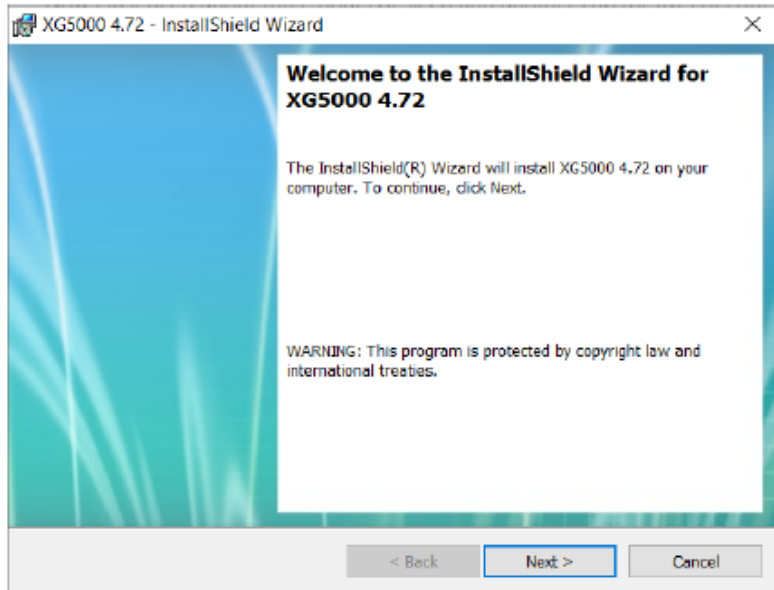 XG5000 4.72 - InstallShield Wizard
Welcome to the InstallShield Wizard for
XG5000 4.72
The InstallShield(R) Wizard will install XG5000 4.72 on your
computer. To continue, click Next.
WARNING: This program is protected by copyright law and
international treaties.
< Back
Next >
Cancel